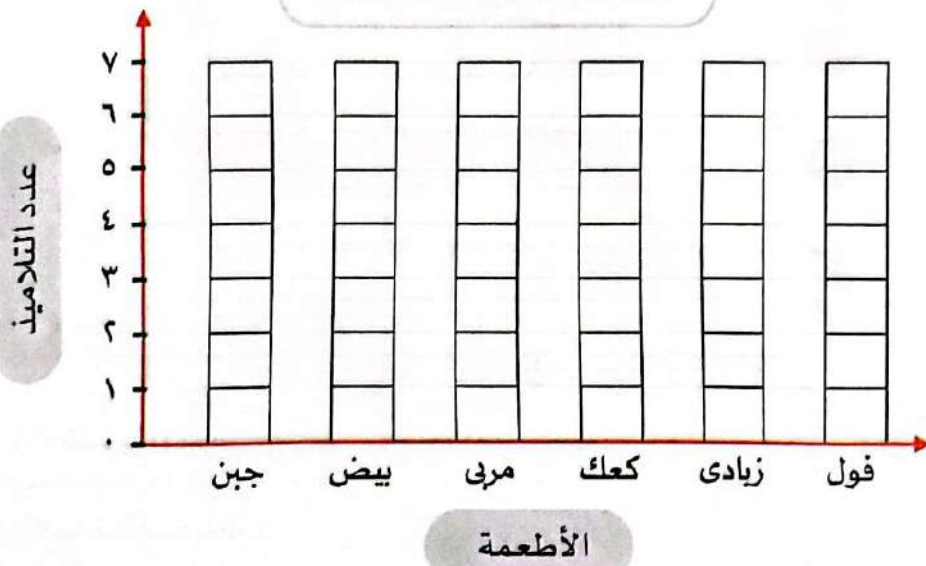 ٧
٦
٥
٤
٣
٢
١
٠
عدد التلاميذ
جبن بيض مربى كعك زبادى فول
الأطعمة